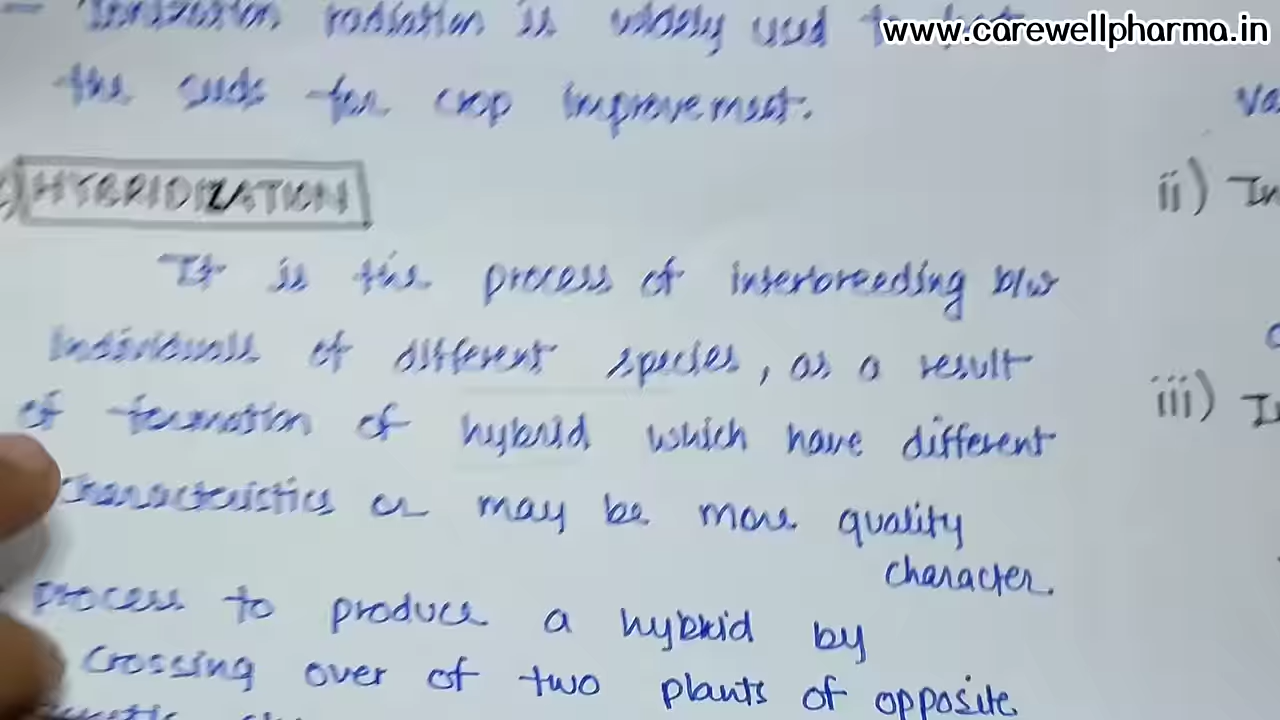 www.carewellpharma.in
- Ionization radiation is widely used to
the seeds for crop improvement.
HYBRIDIZATION
It is the process of interbreeding b/w
individuals of different species, as a result
of formation of hybrid which have different
characteristics or may be more quality
character.
process to produce a hybrid by
crossing over of two plants of opposite
ii) In
iii) In